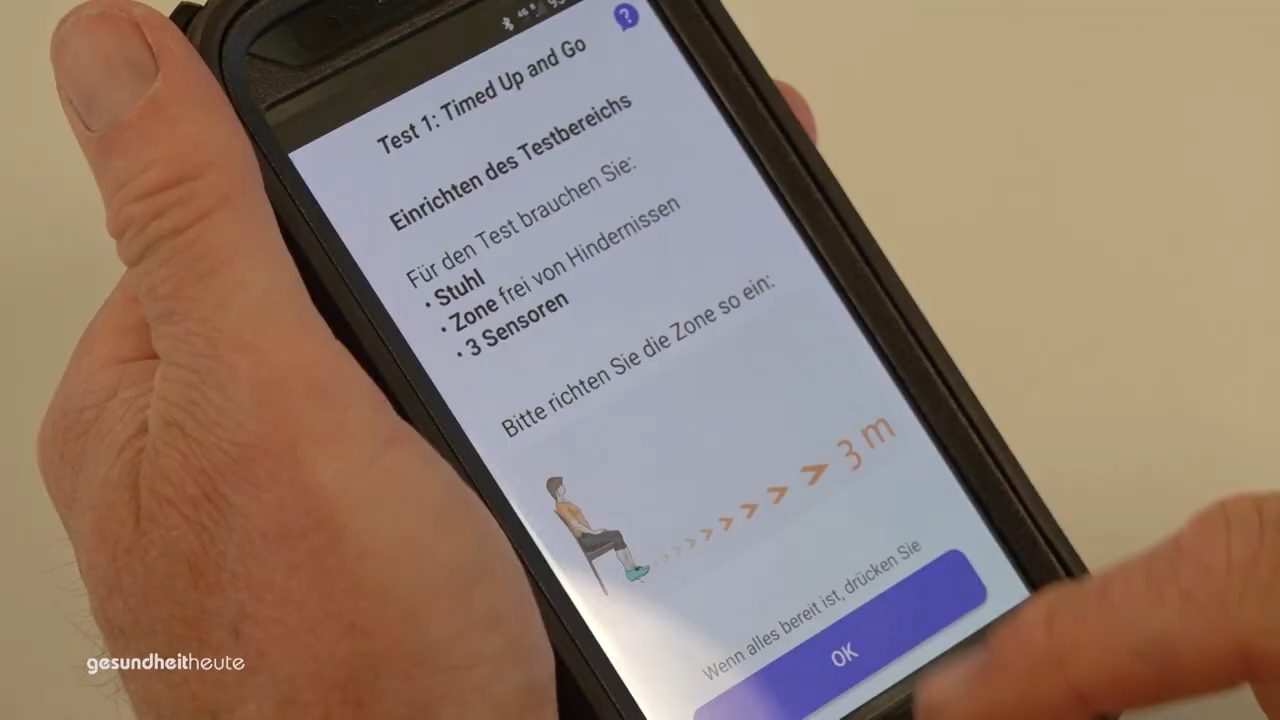 4G
?
Test 1: Timed Up and Go
Einrichten des Testbereichs
Für den Test brauchen Sie:
• Stuhl
• Zone frei von Hindernissen
• 3 Sensoren
Bitte richten Sie die Zone so ein:
> > > > > > > > 3 m
Wenn alles bereit ist, drücken Sie
OK
gesundheitheute